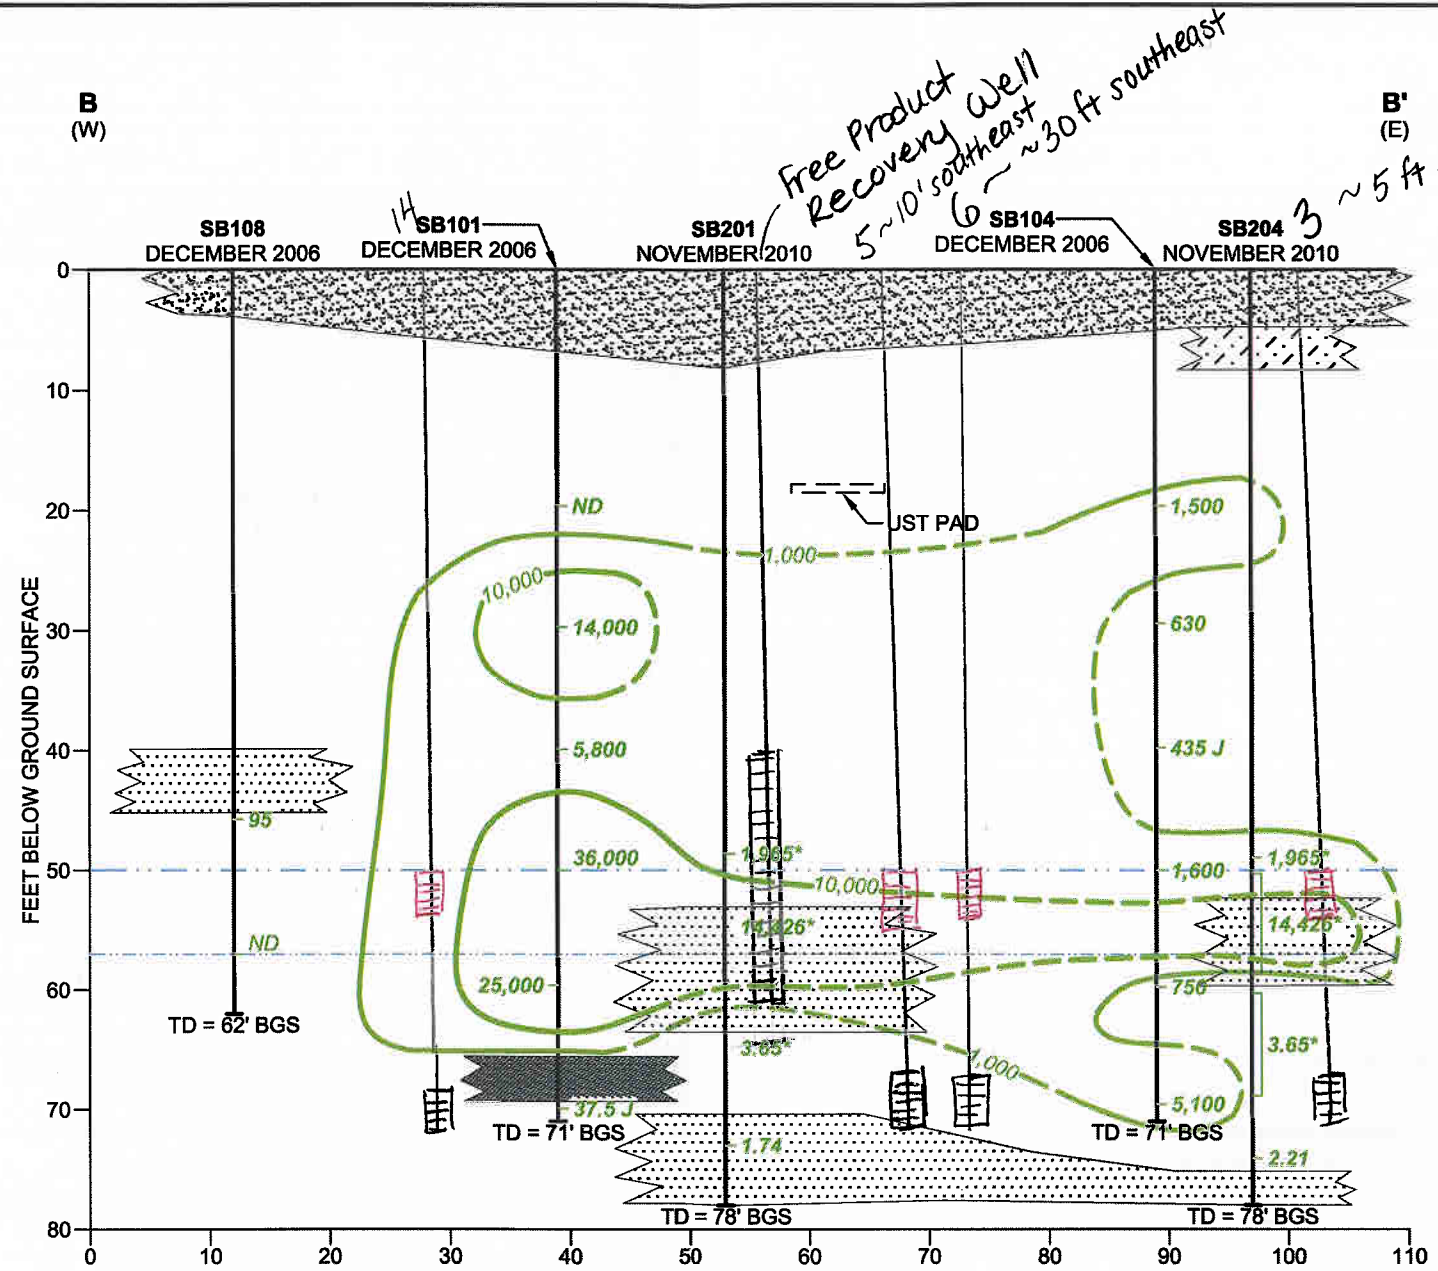 B
(W)
B'
(E)
Free Product
Recovery Well
5 ~10' southeast
6 ~ 30 ft southeast
3 ~ 5 ft
14
SB108
DECEMBER 2006
SB101
DECEMBER 2006
SB201
NOVEMBER 2010
SB104
DECEMBER 2006
SB204
NOVEMBER 2010
FEET BELOW GROUND SURFACE
0
10
20
30
40
50
60
70
80
95
ND
TD = 62' BGS
ND
10,000
14,000
5,800
36,000
25,000
37.5 J
TD = 71' BGS
1,000
UST PAD
1,965*
10,000
14,426*
3.65*
1.74
TD = 78' BGS
1,000
1,500
630
435 J
1,600
756
5,100
TD = 71' BGS
1,965*
14,426*
3.65*
2.21
TD = 78' BGS
0 10 20 30 40 50 60 70 80 90 100 110